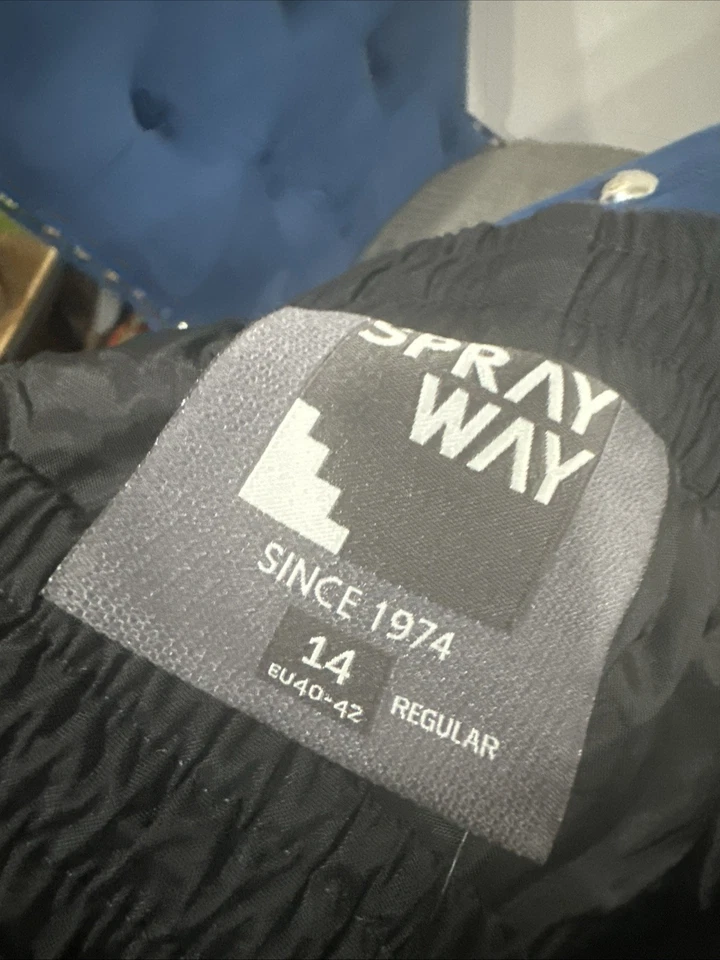 SPRAY
WAY
SINCE 1974
14
EU40-42
REGULAR